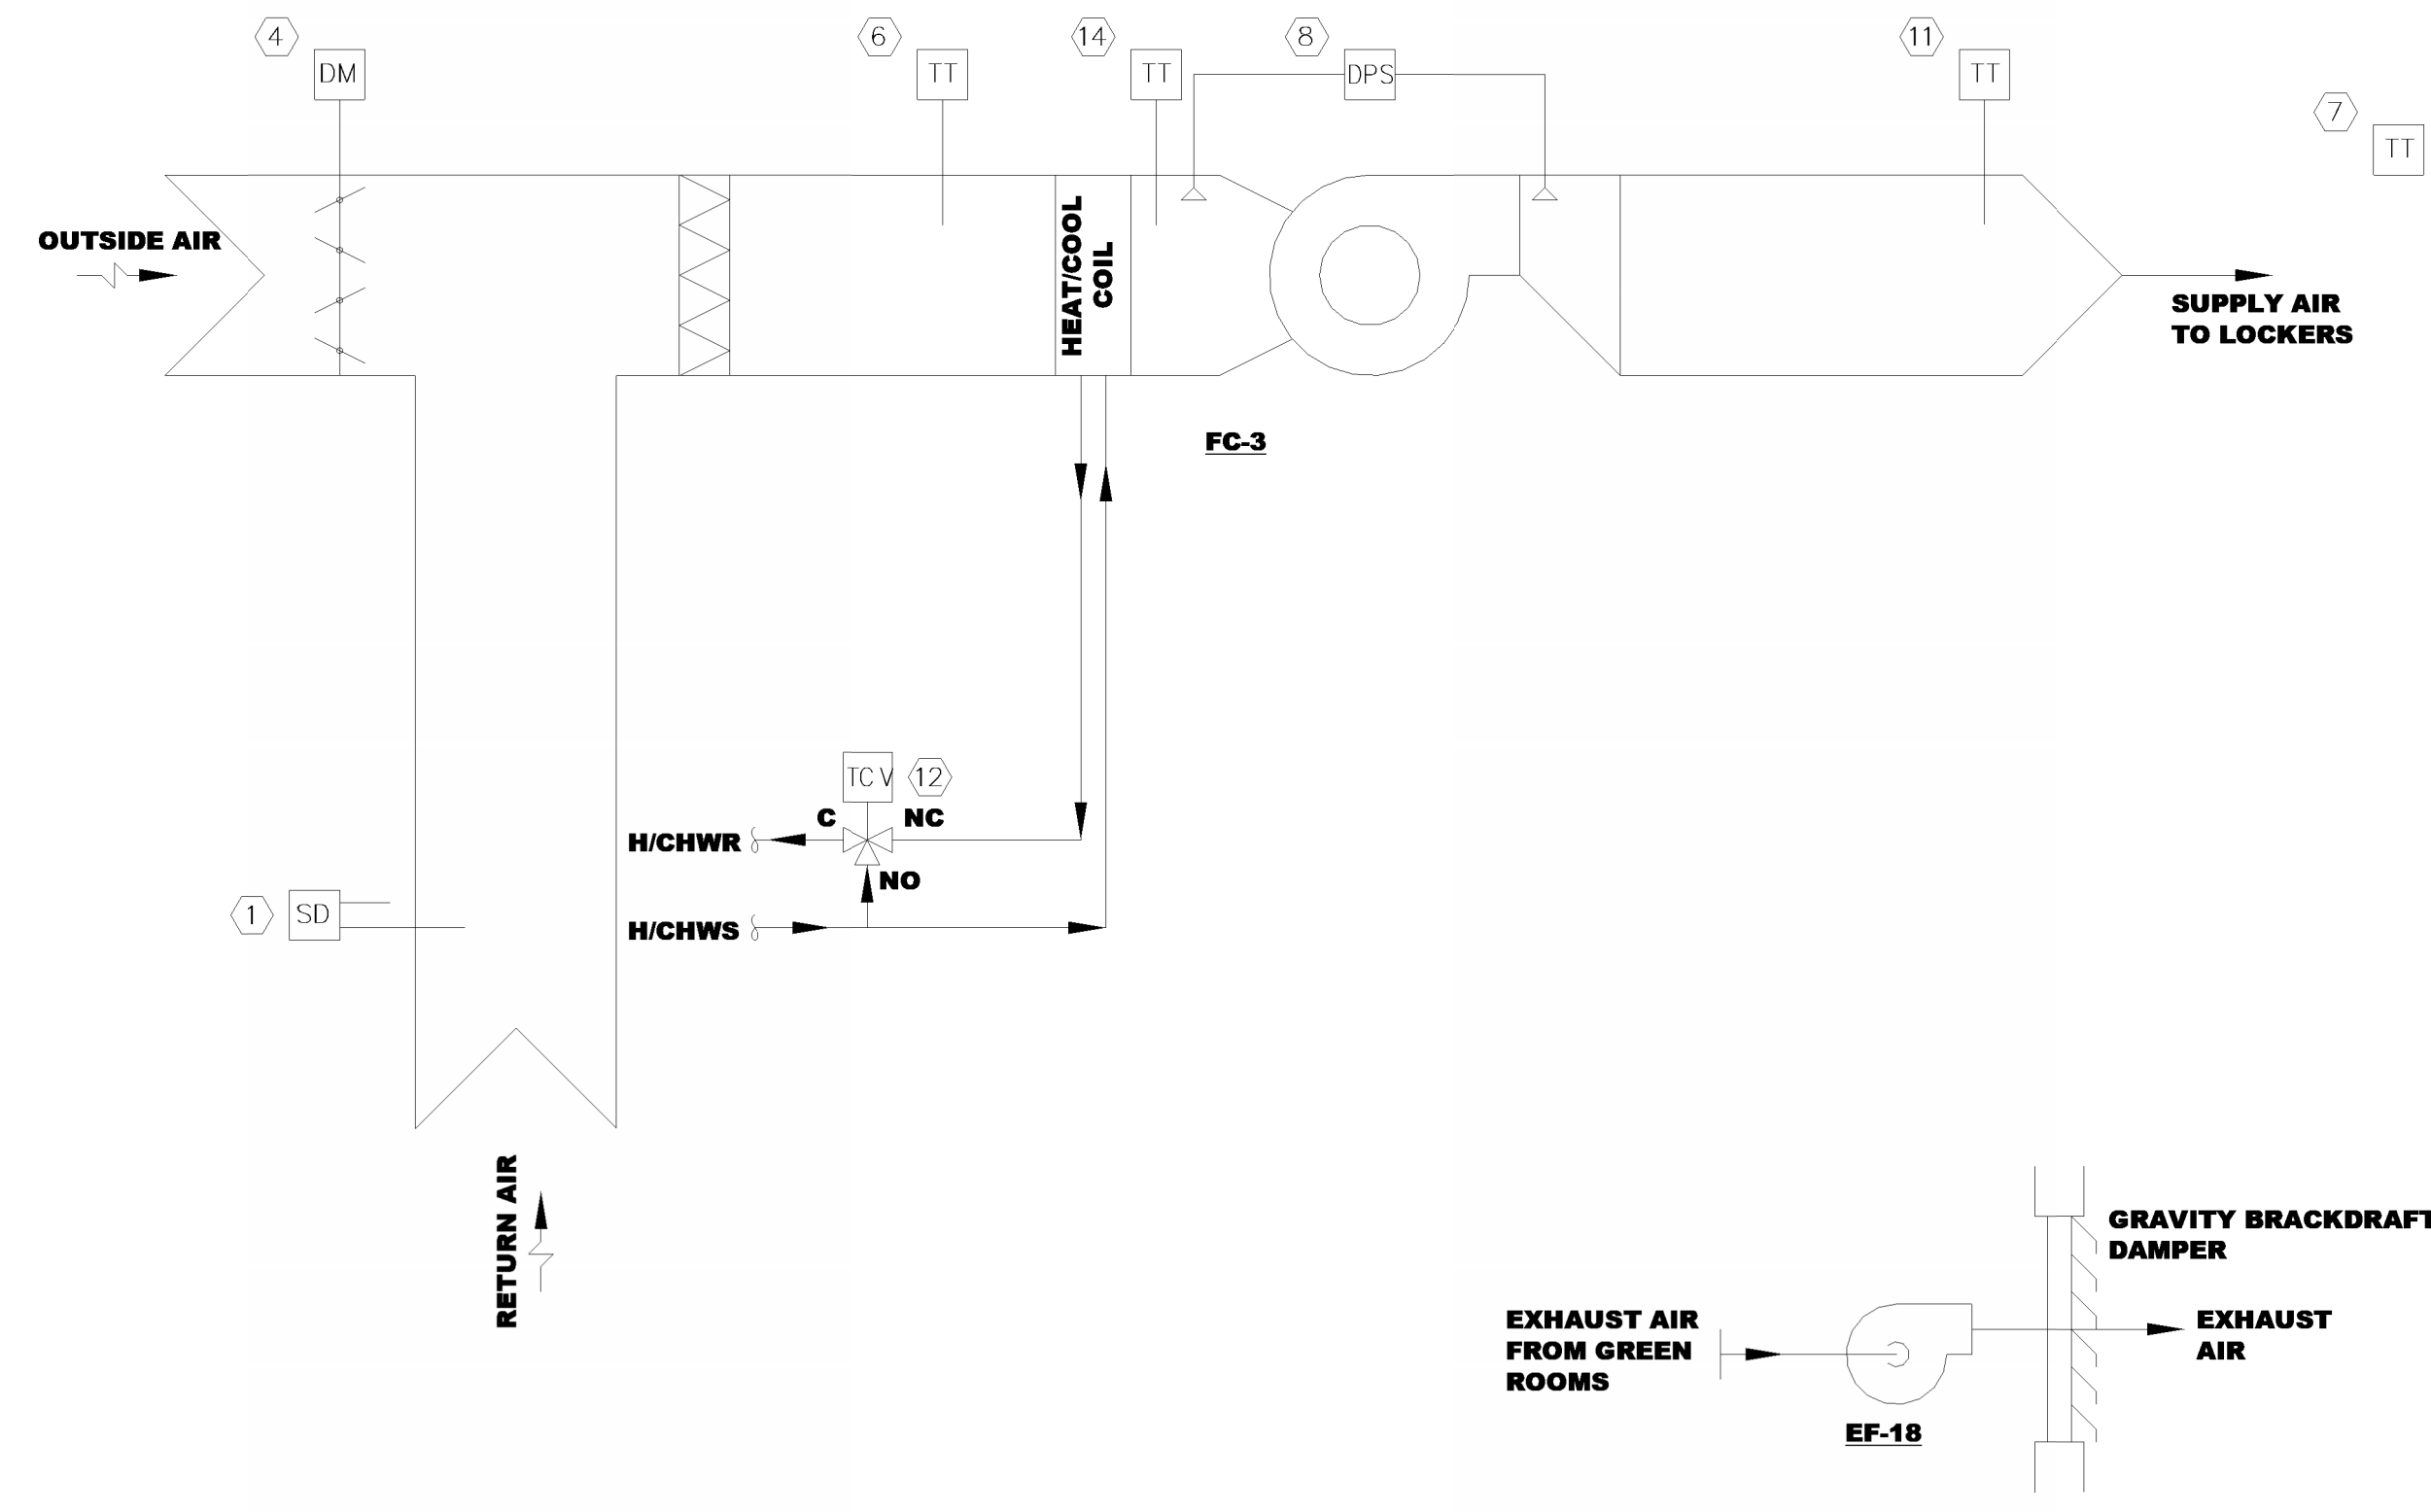 4
DM
6
TT
14
TT
8
DPS
11
TT
7
TT
OUTSIDE AIR
HEAT/COOL
COIL
SUPPLY AIR
TO LOCKERS
FC-3
TCV
12
C
NC
H/CHWR
NO
1
SD
H/CHWS
RETURN AIR
GRAVITY BRACKDRAFT
DAMPER
EXHAUST AIR
FROM GREEN
ROOMS
EXHAUST
AIR
EF-18